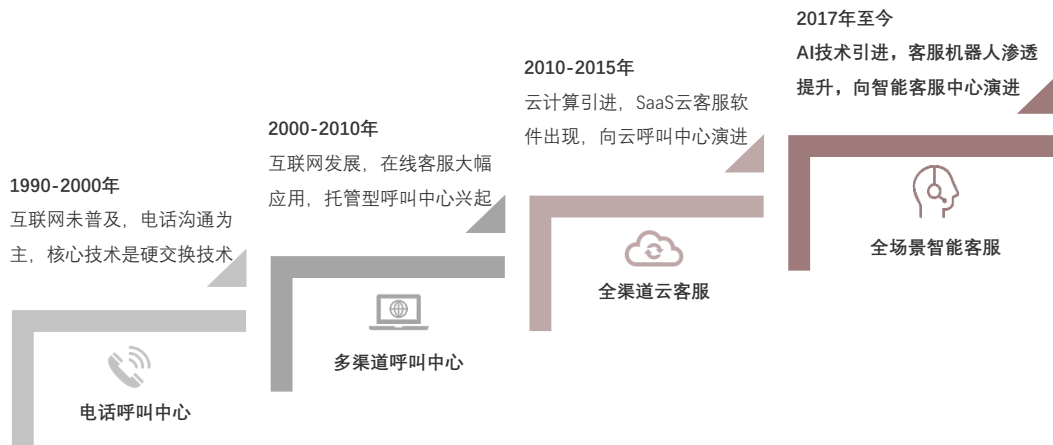 1990-2000年
互联网未普及，电话沟通为
主，核心技术是硬交换技术
电话呼叫中心
2000-2010年
互联网发展，在线客服大幅
应用，托管型呼叫中心兴起
多渠道呼叫中心
2010-2015年
云计算引进，SaaS云客服软
件出现，向云呼叫中心演进
全渠道云客服
2017年至今
AI技术引进，客服机器人渗透
提升，向智能客服中心演进
全场景智能客服